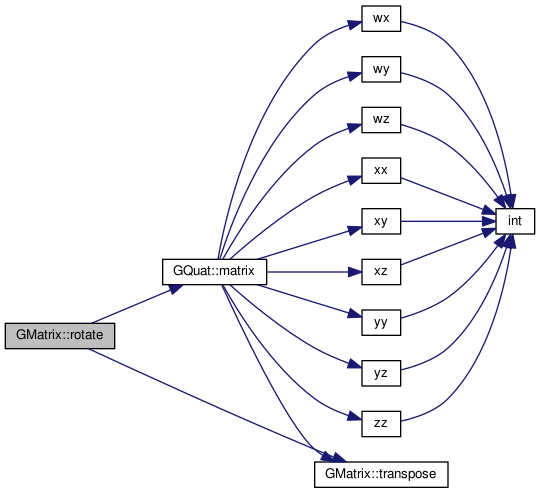 wx
wy
wz
xx
xy
int
xz
GQuat::matrix
yy
GMatrix::rotate
yz
zz
GMatrix::transpose